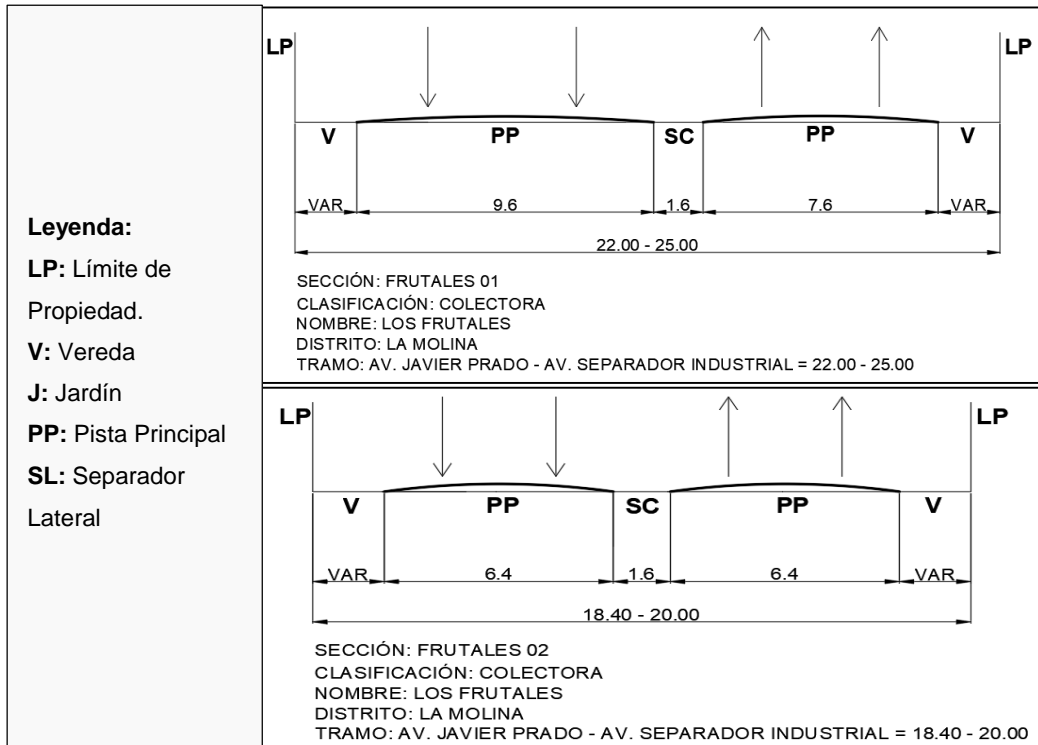 Leyenda:
LP: Límite de
Propiedad.
V: Vereda
J: Jardín
PP: Pista Principal
SL: Separador
Lateral
LP LP
V PP SC PP V
VAR 9.6 1.6 7.6 VAR
22.00 - 25.00
SECCIÓN: FRUTALES 01
CLASIFICACIÓN: COLECTORA
NOMBRE: LOS FRUTALES
DISTRITO: LA MOLINA
TRAMO: AV. JAVIER PRADO - AV. SEPARADOR INDUSTRIAL = 22.00 - 25.00
LP LP
V PP SC PP V
VAR 6.4 1.6 6.4 VAR
18.40 - 20.00
SECCIÓN: FRUTALES 02
CLASIFICACIÓN: COLECTORA
NOMBRE: LOS FRUTALES
DISTRITO: LA MOLINA
TRAMO: AV. JAVIER PRADO - AV. SEPARADOR INDUSTRIAL = 18.40 - 20.00